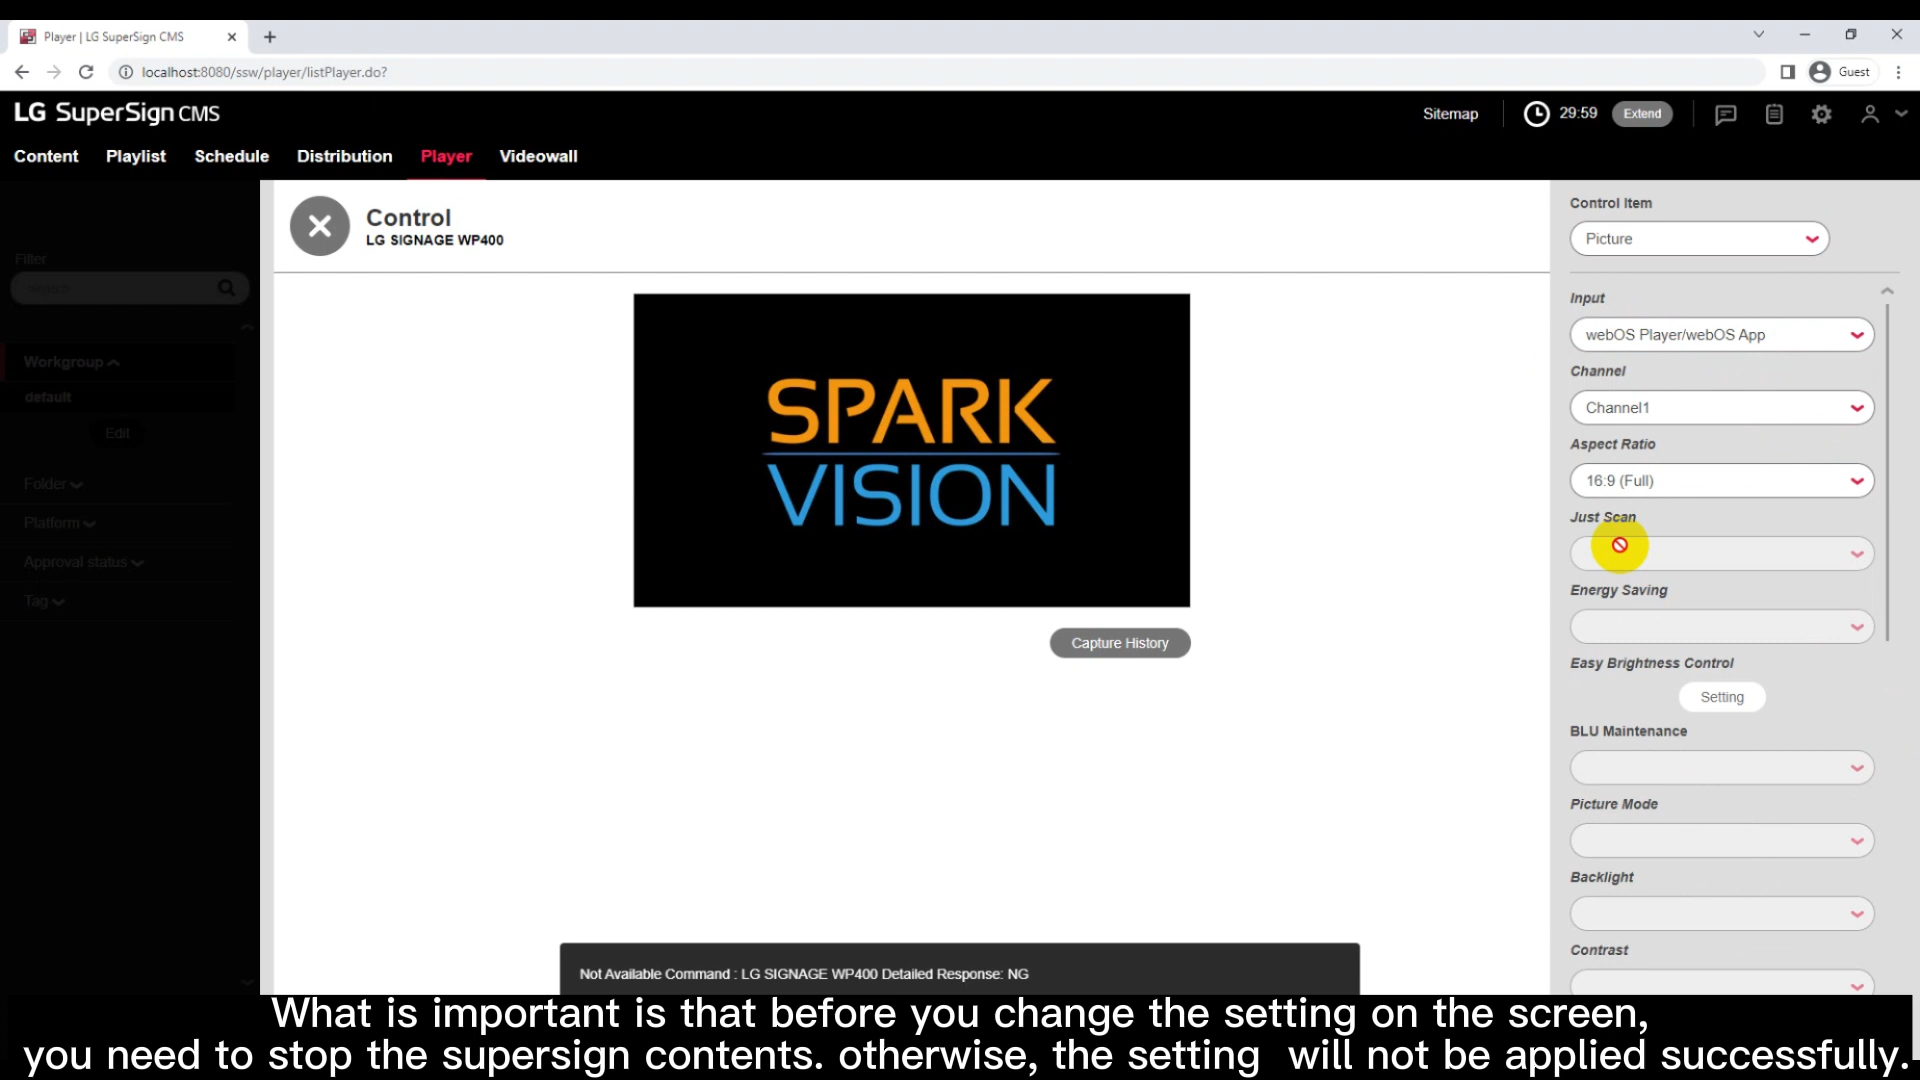 Player | LG SuperSign CMS
localhost:8080/ssw/player/listPlayer.do?
Guest
LG SuperSign CMS
Sitemap
29:59
Extend
Content Playlist Schedule Distribution Player Videowall
Control
LG SIGNAGE WP400
Filter
Workgroup
default
Edit
Folder
Platform
Approval status
Tag
SPARK
VISION
Capture History
Control Item
Picture
Input
webOS Player/webOS App
Channel
Channel1
Aspect Ratio
16:9 (Full)
Just Scan
Energy Saving
Easy Brightness Control
Setting
BLU Maintenance
Picture Mode
Backlight
Contrast
Not Available Command : LG SIGNAGE WP400 Detailed Response: NG
What is important is that before you change the setting on the screen,
you need to stop the supersign contents. otherwise, the setting will not be applied successfully.